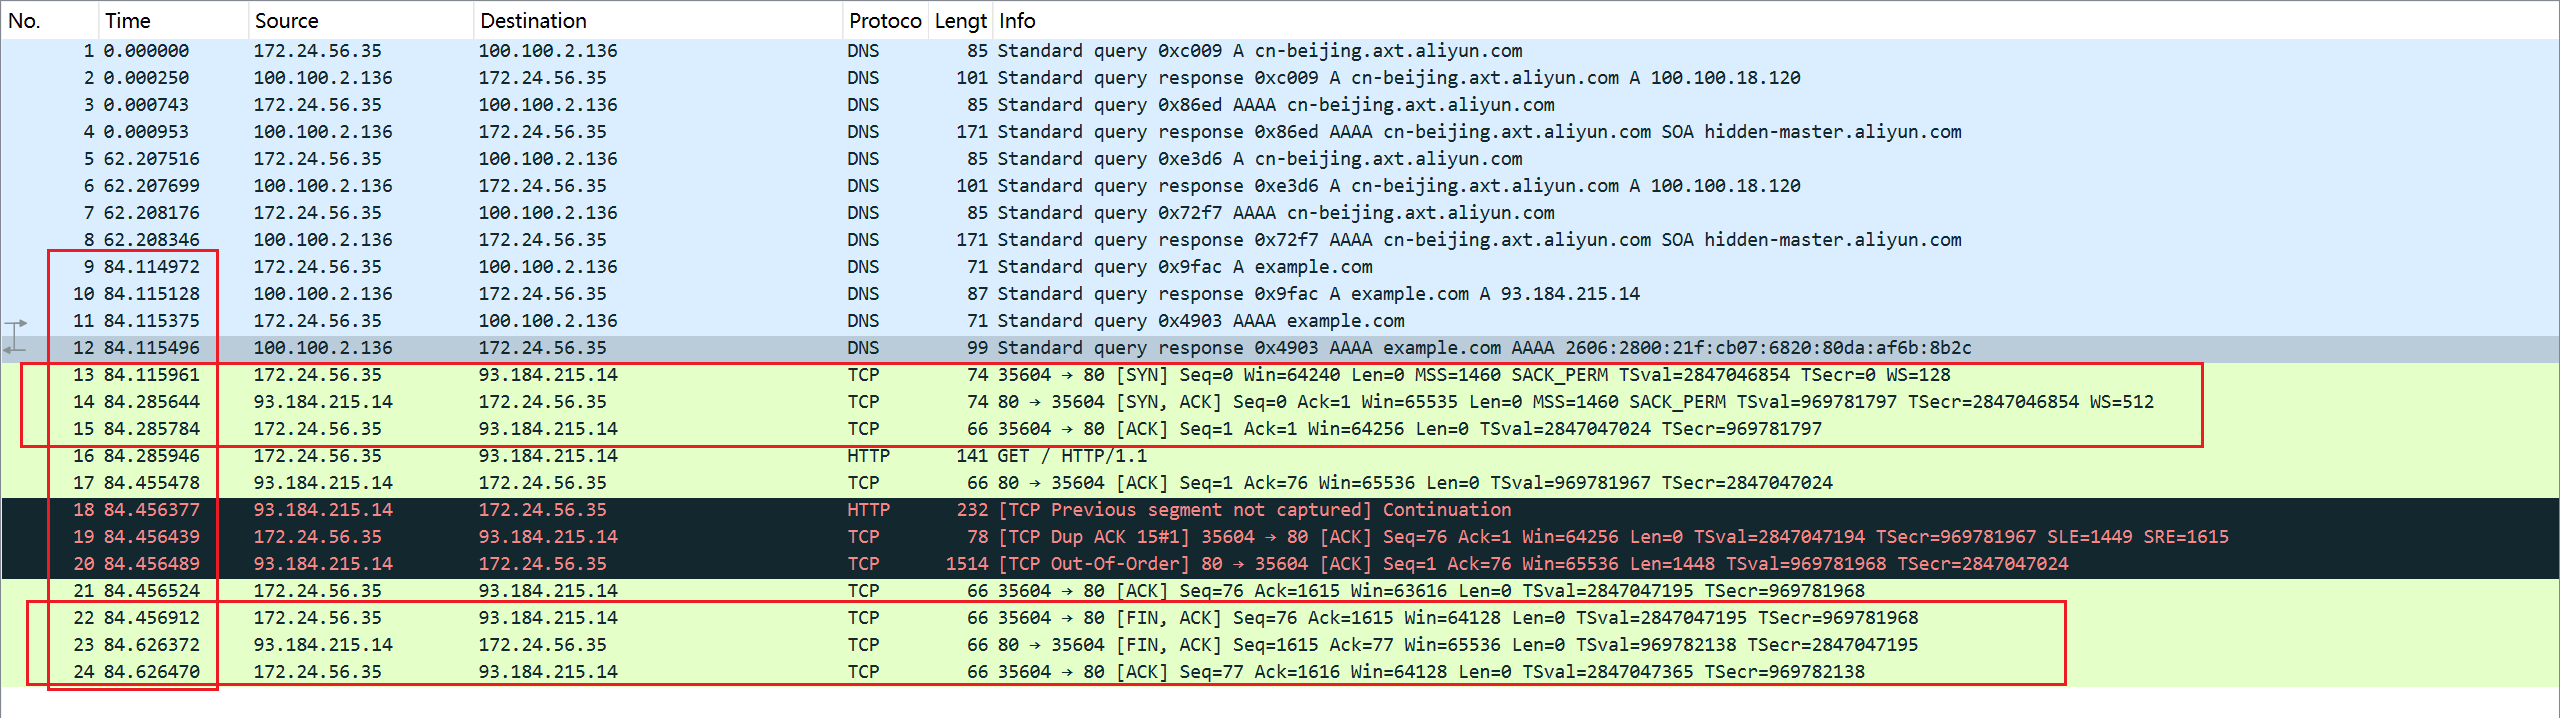 No. Time Source Destination Protoco Lengt Info
1 0.000000 172.24.56.35 100.100.2.136 DNS 85 Standard query 0xc009 A cn-beijing.axt.aliyun.com
2 0.000250 100.100.2.136 172.24.56.35 DNS 101 Standard query response 0xc009 A cn-beijing.axt.aliyun.com A 100.100.18.120
3 0.000743 172.24.56.35 100.100.2.136 DNS 85 Standard query 0x86ed AAAA cn-beijing.axt.aliyun.com
4 0.000953 100.100.2.136 172.24.56.35 DNS 171 Standard query response 0x86ed AAAA cn-beijing.axt.aliyun.com SOA hidden-master.aliyun.com
5 62.207516 172.24.56.35 100.100.2.136 DNS 85 Standard query 0xe3d6 A cn-beijing.axt.aliyun.com
6 62.207699 100.100.2.136 172.24.56.35 DNS 101 Standard query response 0xe3d6 A cn-beijing.axt.aliyun.com A 100.100.18.120
7 62.208176 172.24.56.35 100.100.2.136 DNS 85 Standard query 0x72f7 AAAA cn-beijing.axt.aliyun.com
8 62.208346 100.100.2.136 172.24.56.35 DNS 171 Standard query response 0x72f7 AAAA cn-beijing.axt.aliyun.com SOA hidden-master.aliyun.com
9 84.114972 172.24.56.35 100.100.2.136 DNS 71 Standard query 0x9fac A example.com
10 84.115128 100.100.2.136 172.24.56.35 DNS 87 Standard query response 0x9fac A example.com A 93.184.215.14
11 84.115375 172.24.56.35 100.100.2.136 DNS 71 Standard query 0x4903 AAAA example.com
12 84.115496 100.100.2.136 172.24.56.35 DNS 99 Standard query response 0x4903 AAAA example.com AAAA 2606:2800:21f:cb07:6820:80da:af6b:8b2c
13 84.115961 172.24.56.35 93.184.215.14 TCP 74 35604 → 80 [SYN] Seq=0 Win=64240 Len=0 MSS=1460 SACK_PERM TSval=2847046854 TSecr=0 WS=128
14 84.285644 93.184.215.14 172.24.56.35 TCP 74 80 → 35604 [SYN, ACK] Seq=0 Ack=1 Win=65535 Len=0 MSS=1460 SACK_PERM TSval=969781797 TSecr=2847046854 WS=512
15 84.285784 172.24.56.35 93.184.215.14 TCP 66 35604 → 80 [ACK] Seq=1 Ack=1 Win=64256 Len=0 TSval=2847047024 TSecr=969781797
16 84.285946 172.24.56.35 93.184.215.14 HTTP 141 GET / HTTP/1.1
17 84.455478 93.184.215.14 172.24.56.35 TCP 66 80 → 35604 [ACK] Seq=1 Ack=76 Win=65536 Len=0 TSval=969781967 TSecr=2847047024
18 84.456377 93.184.215.14 172.24.56.35 HTTP 232 [TCP Previous segment not captured] Continuation
19 84.456439 172.24.56.35 93.184.215.14 TCP 78 [TCP Dup ACK 15#1] 35604 → 80 [ACK] Seq=76 Ack=1 Win=64256 Len=0 TSval=2847047194 TSecr=969781967 SLE=1449 SRE=1615
20 84.456489 93.184.215.14 172.24.56.35 TCP 1514 [TCP Out-Of-Order] 80 → 35604 [ACK] Seq=1 Ack=76 Win=65536 Len=1448 TSval=969781968 TSecr=2847047024
21 84.456524 172.24.56.35 93.184.215.14 TCP 66 35604 → 80 [ACK] Seq=76 Ack=1615 Win=63616 Len=0 TSval=2847047195 TSecr=969781968
22 84.456912 172.24.56.35 93.184.215.14 TCP 66 35604 → 80 [FIN, ACK] Seq=76 Ack=1615 Win=64128 Len=0 TSval=2847047195 TSecr=969781968
23 84.626372 93.184.215.14 172.24.56.35 TCP 66 80 → 35604 [FIN, ACK] Seq=1615 Ack=77 Win=65536 Len=0 TSval=969782138 TSecr=2847047195
24 84.626470 172.24.56.35 93.184.215.14 TCP 66 35604 → 80 [ACK] Seq=77 Ack=1616 Win=64128 Len=0 TSval=2847047365 TSecr=969782138